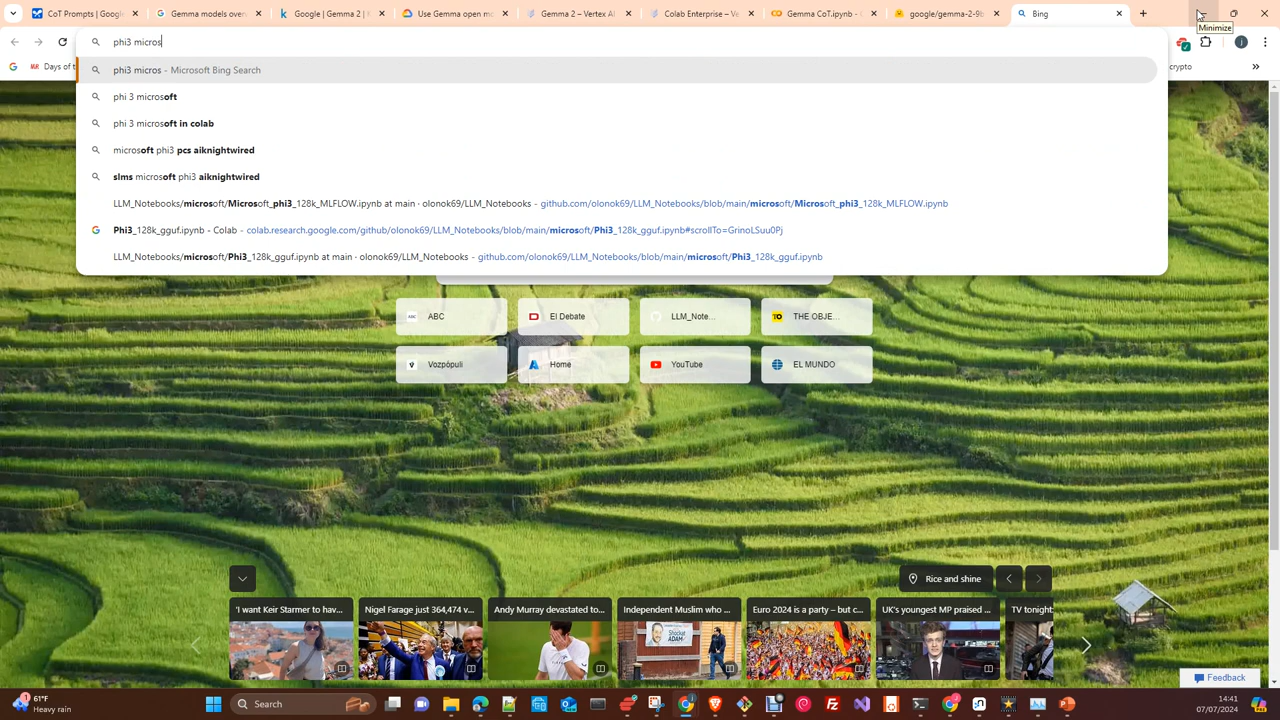 CoT Prompts | Google
Gemma models over
Google | Gemma 2 | K
Use Gemma open mo
Gemma 2 – Vertex AI
Colab Enterprise – Ve
Gemma CoT.ipynb - C
google/gemma-2-9b
Bing
Minimize
phi3 micros
Days of t
crypto
phi3 micros - Microsoft Bing Search
phi 3 microsoft
phi 3 microsoft in colab
microsoft phi3 pcs aiknightwired
slms microsoft phi3 aiknightwired
LLM_Notebooks/microsoft/Microsoft_phi3_128k_MLFLOW.ipynb at main · olonok69/LLM_Notebooks - github.com/olonok69/LLM_Notebooks/blob/main/microsoft/Microsoft_phi3_128k_MLFLOW.ipynb
Phi3_128k_gguf.ipynb - Colab - colab.research.google.com/github/olonok69/LLM_Notebooks/blob/main/microsoft/Phi3_128k_gguf.ipynb#scrollTo=GrinoLSuu0Pj
LLM_Notebooks/microsoft/Phi3_128k_gguf.ipynb at main · olonok69/LLM_Notebooks - github.com/olonok69/LLM_Notebooks/blob/main/microsoft/Phi3_128k_gguf.ipynb
ABC
El Debate
LLM_Note...
THE OBJE...
Vozpópuli
Home
YouTube
EL MUNDO
Rice and shine
'I want Keir Starmer to hav...
Nigel Farage just 364,474 v...
Andy Murray devastated to...
Independent Muslim who ...
Euro 2024 is a party – but c...
UK's youngest MP praised ...
TV tonight
Shockat
ADAM
Feedback
61°F
Heavy rain
Search
14:41
07/07/2024